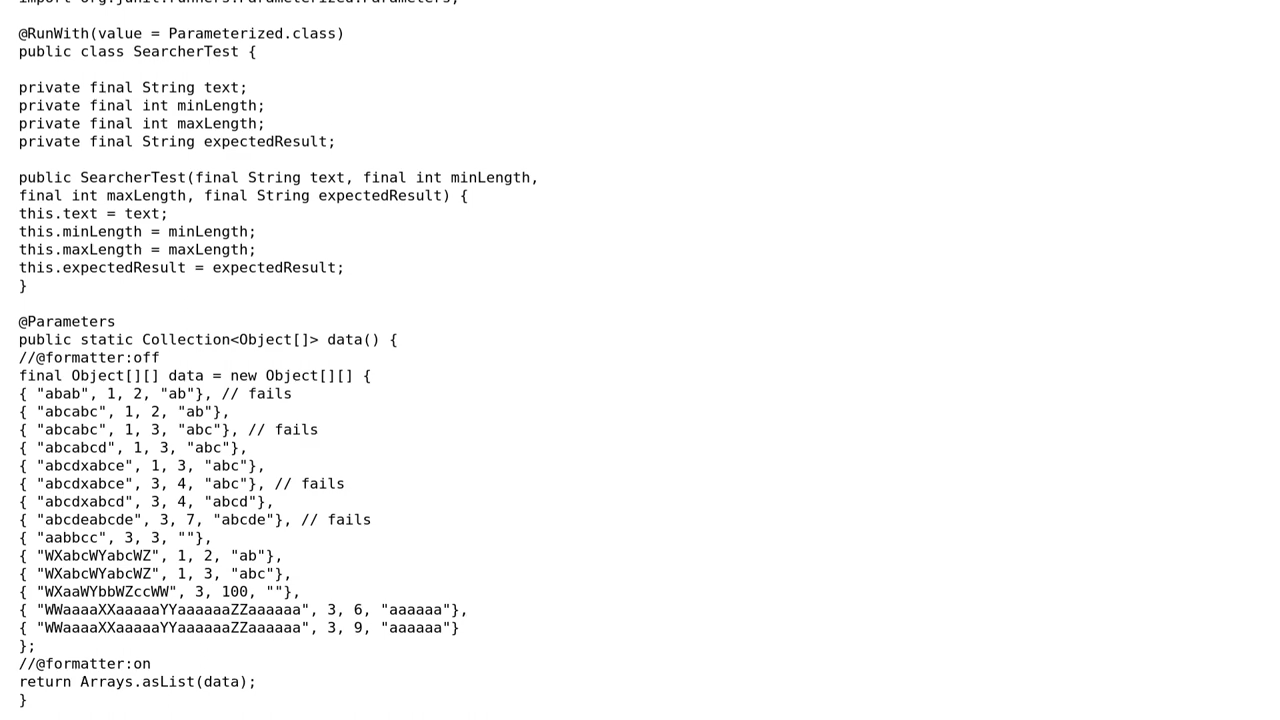 import org.junit.runners.Parameterized.Parameters;
@RunWith(value = Parameterized.class)
public class SearcherTest {
private final String text;
private final int minLength;
private final int maxLength;
private final String expectedResult;
public SearcherTest(final String text, final int minLength,
final int maxLength, final String expectedResult) {
this.text = text;
this.minLength = minLength;
this.maxLength = maxLength;
this.expectedResult = expectedResult;
}
@Parameters
public static Collection<Object[]> data() {
//@formatter:off
final Object[][] data = new Object[][] {
{ "abab", 1, 2, "ab"}, // fails
{ "abcabc", 1, 2, "ab"},
{ "abcabc", 1, 3, "abc"}, // fails
{ "abcabcd", 1, 3, "abc"},
{ "abcdxabce", 1, 3, "abc"},
{ "abcdxabce", 3, 4, "abc"}, // fails
{ "abcdxabcd", 3, 4, "abcd"},
{ "abcdeabcde", 3, 7, "abcde"}, // fails
{ "aabbcc", 3, 3, ""},
{ "WXabcWYabcWZ", 1, 2, "ab"},
{ "WXabcWYabcWZ", 1, 3, "abc"},
{ "WXaaWYbbWZccWW", 3, 100, ""},
{ "WWaaaaXXaaaaaYYaaaaaaZZaaaaaa", 3, 6, "aaaaaa"},
{ "WWaaaaXXaaaaaYYaaaaaaZZaaaaaa", 3, 9, "aaaaaa"}
};
//@formatter:on
return Arrays.asList(data);
}